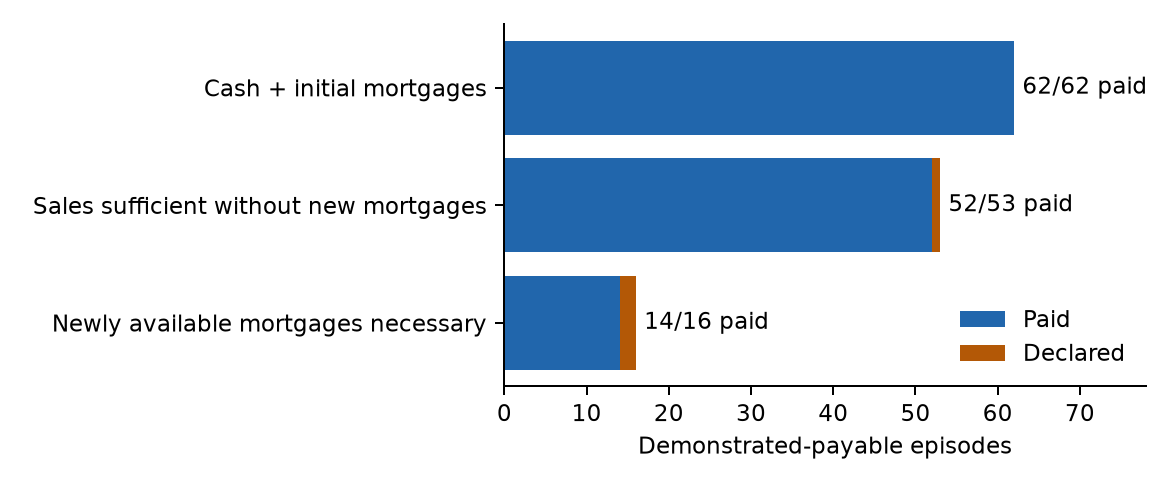 Cash + initial mortgages
62/62 paid
Sales sufficient without new mortgages
52/53 paid
Newly available mortgages necessary
14/16 paid
Paid
Declared
0 10 20 30 40 50 60 70
Demonstrated-payable episodes